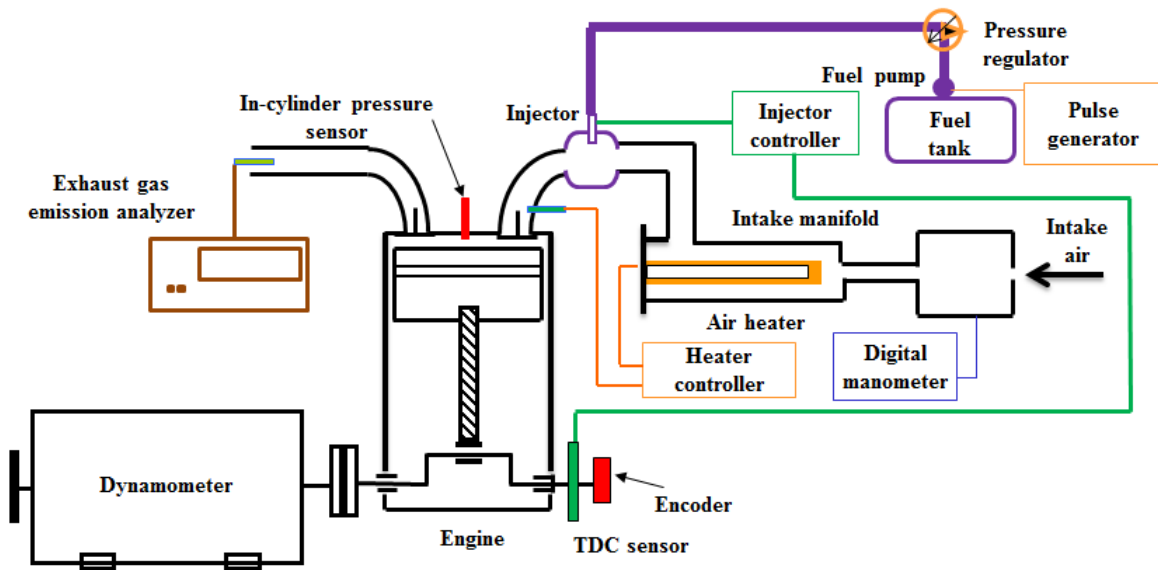 Pressure
regulator
Fuel pump
In-cylinder pressure
sensor
Injector
Injector
controller
Fuel
tank
Pulse
generator
Exhaust gas
emission analyzer
Intake manifold
Intake
air
Air heater
Heater
controller
Digital
manometer
Dynamometer
Encoder
Engine
TDC sensor